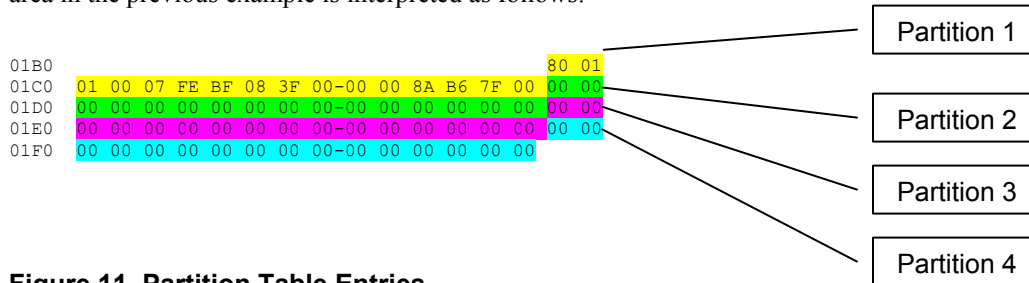 area in the previous example is interpreted as follows:
Partition 1
01B0 80 01
01C0 01 00 07 FE BF 08 3F 00-00 00 8A B6 7F 00 00 00
01D0 00 00 00 00 00 00 00 00-00 00 00 00 00 00 00 00
Partition 2
01E0 00 00 00 00 00 00 00 00-00 00 00 00 00 00 00 00
01F0 00 00 00 00 00 00 00 00-00 00 00 00 00 00
Partition 3
Partition 4
Figure 11. Partition Table Entries